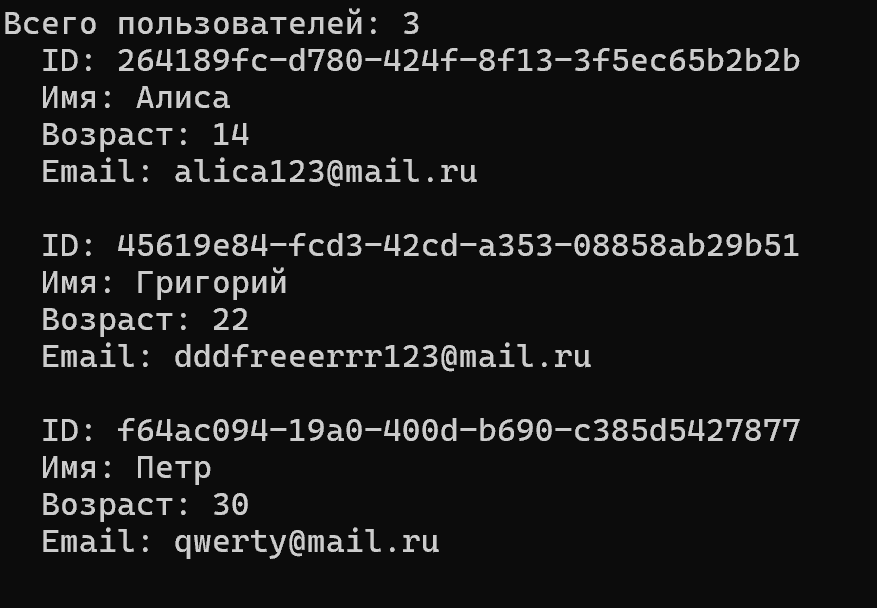 Всего пользователей: 3
ID: 264189fc-d780-424f-8f13-3f5ec65b2b2b
Имя: Алиса
Возраст: 14
Email: alica123@mail.ru
ID: 45619e84-fcd3-42cd-a353-08858ab29b51
Имя: Григорий
Возраст: 22
Email: dddfreeerrr123@mail.ru
ID: f64ac094-19a0-400d-b690-c385d5427877
Имя: Петр
Возраст: 30
Email: qwerty@mail.ru